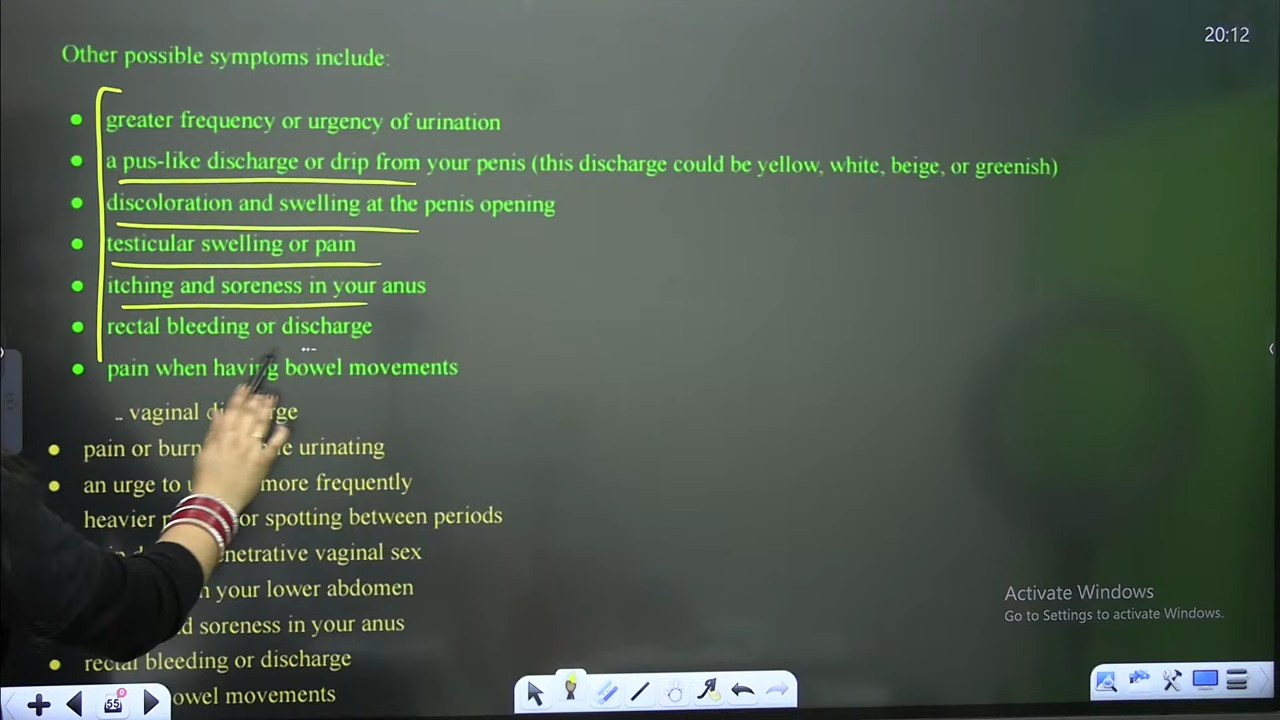 20:12
Other possible symptoms include:
● greater frequency or urgency of urination
● a pus-like discharge or drip from your penis (this discharge could be yellow, white, beige, or greenish)
● discoloration and swelling at the penis opening
● testicular swelling or pain
● itching and soreness in your anus
● rectal bleeding or discharge
● pain when having bowel movements
vaginal
● pain or urinating
● an urge to more frequently
heavier or spotting between periods
vaginal sex
your lower abdomen
soreness in your anus
● rectal bleeding or discharge
bowel movements
Activate Windows
Go to Settings to activate Windows.
55
0